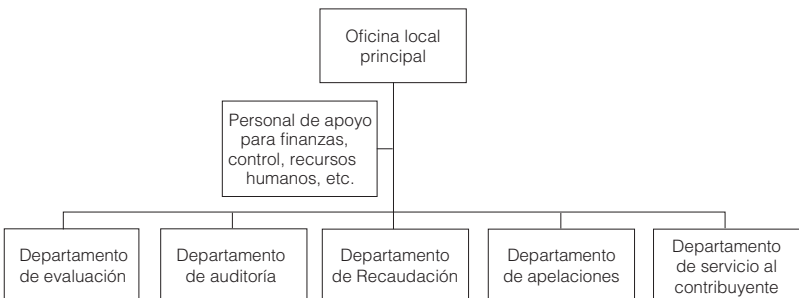 Oficina local
principal
Personal de apoyo
para finanzas,
control, recursos
humanos, etc.
Departamento
de evaluación
Departamento
de auditoría
Departamento
de Recaudación
Departamento
de apelaciones
Departamento
de servicio al
contribuyente